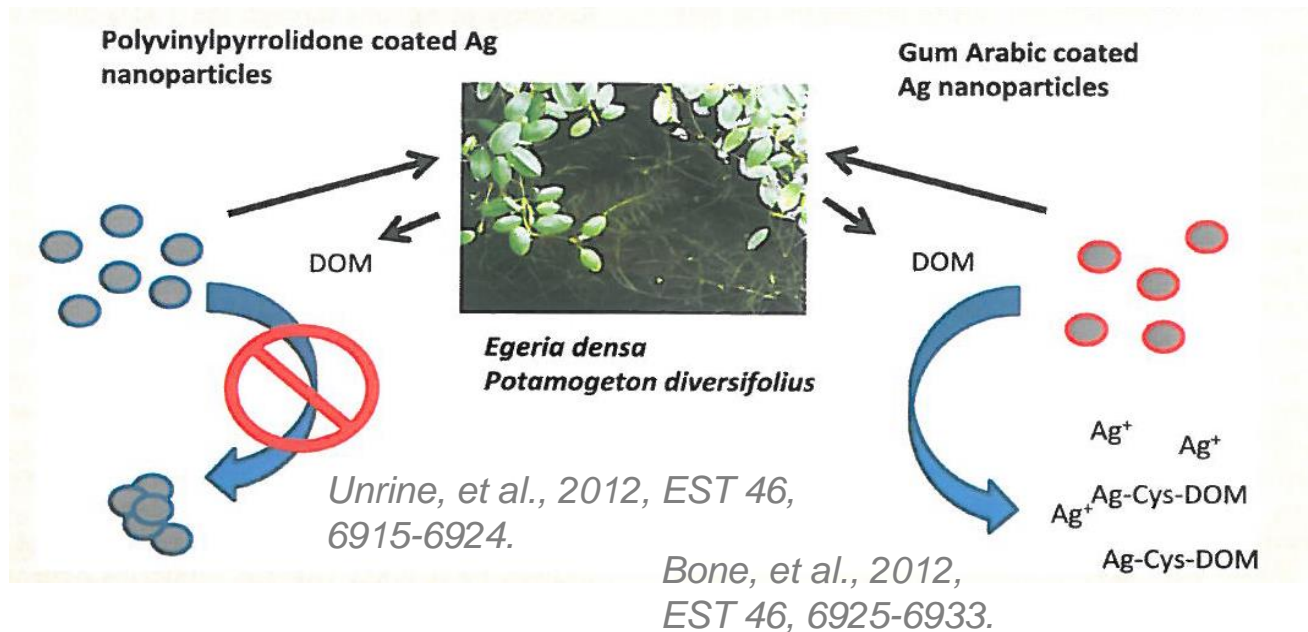 Polyvinylpyrrolidone coated Ag
nanoparticles
Gum Arabic coated
Ag nanoparticles
DOM
DOM
Egeria densa
Potamogeton diversifolius
Ag⁺
Ag⁺
Ag-Cys-DOM
Ag⁺
Ag-Cys-DOM
Unrine, et al., 2012, EST 46,
6915-6924.
Bone, et al., 2012,
EST 46, 6925-6933.